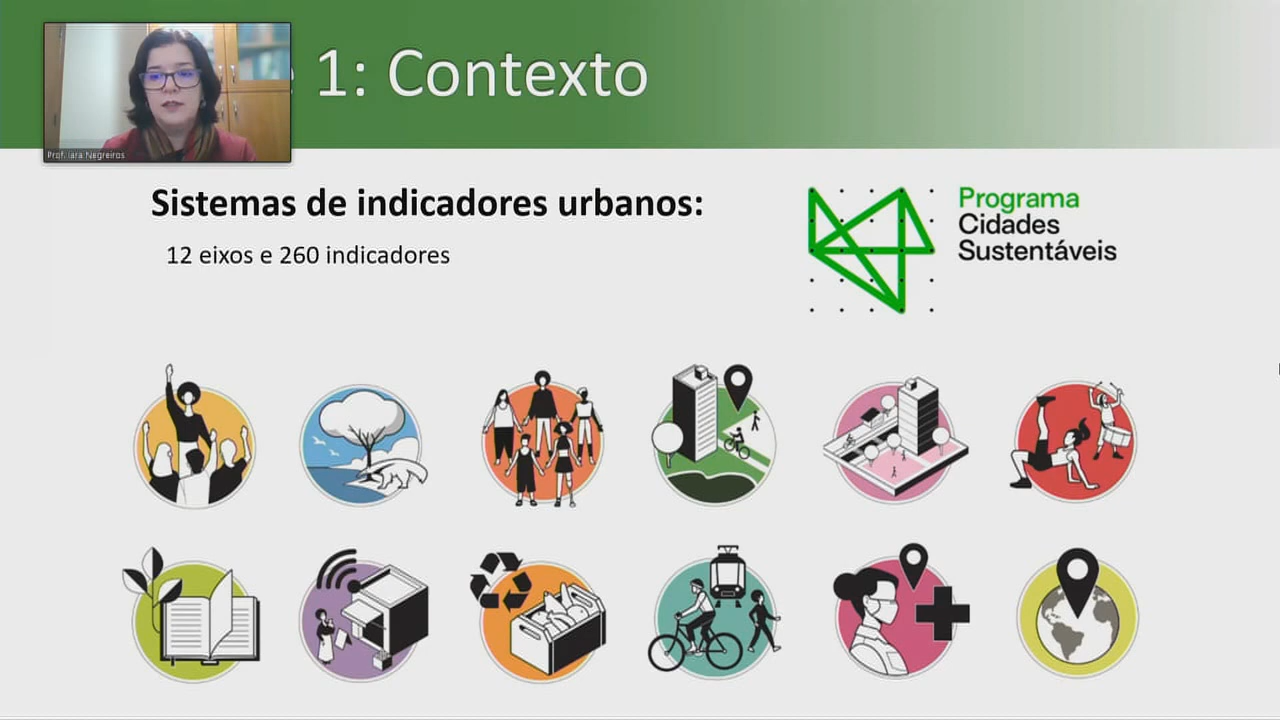 1: Contexto
Prof. Iara Negreiros
Sistemas de indicadores urbanos:
12 eixos e 260 indicadores
Programa
Cidades
Sustentáveis